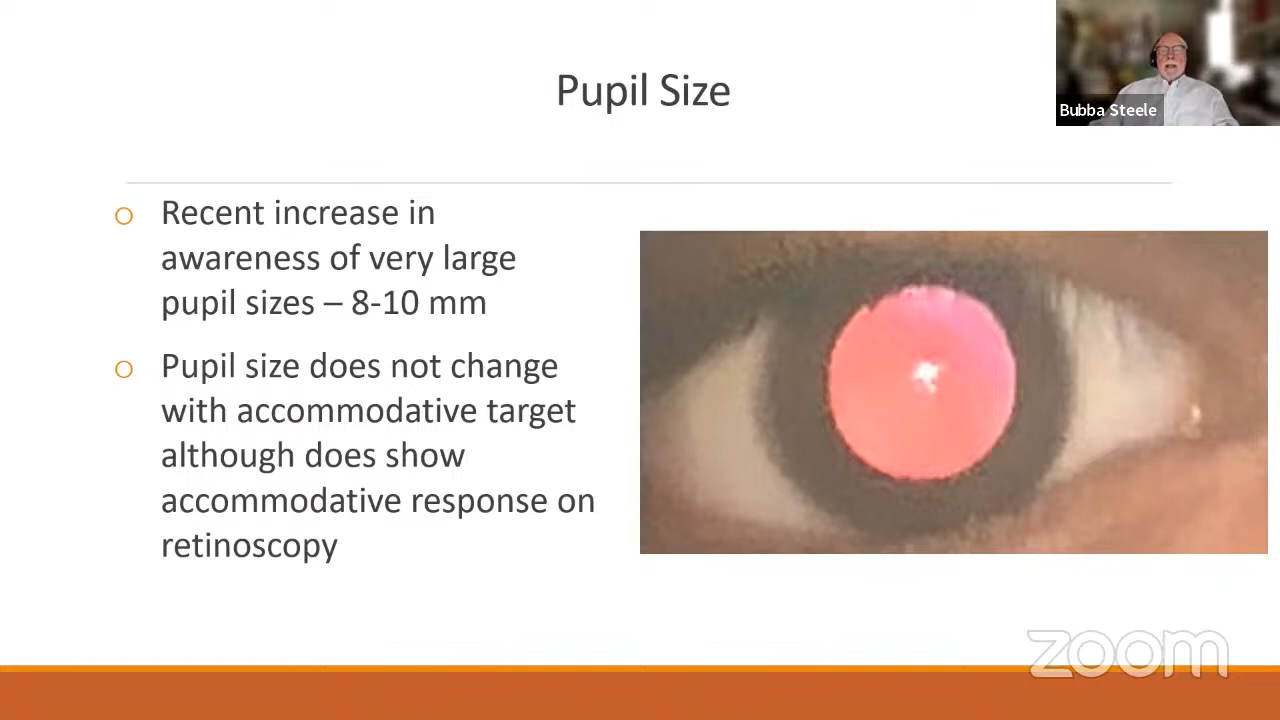 Pupil Size
Bubba Steele
o Recent increase in
awareness of very large
pupil sizes – 8-10 mm
o Pupil size does not change
with accommodative target
although does show
accommodative response on
retinoscopy
zoom